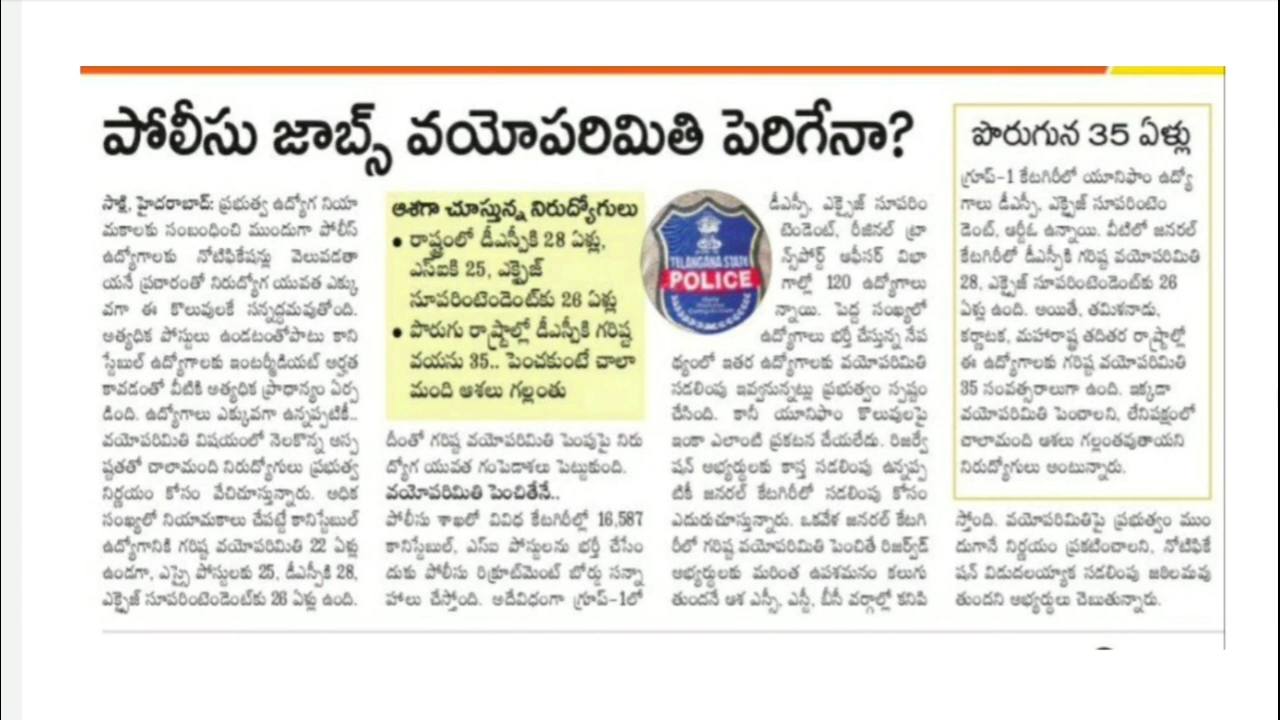 పోలీసు జాబ్స్ వయోపరిమితి పెరిగేనా?
సాక్షి, హైదరాబాద్: ప్రభుత్వ ఉద్యోగ నియా
మకాలకు సంబంధించి ముందుగా పోలీస్
ఉద్యోగాలకు నోటిఫికేషన్లు వెలువడతా
యనే ప్రచారంతో నిరుద్యోగ యువత ఎక్కు
వగా ఈ కొలువులకే సన్నద్ధమవుతోంది.
అత్యధిక పోస్టులు ఉండటంతోపాటు కాని
స్టేబుల్ ఉద్యోగాలకు ఇంటర్మీడియట్ అర్హత
కావడంతో వీటికి అత్యధిక ప్రాధాన్యం ఏర్ప
డింది. ఉద్యోగాలు ఎక్కువగా ఉన్నప్పటికీ..
వయోపరిమితి విషయంలో నెలకొన్న అస్ప
ష్టతతో చాలామంది నిరుద్యోగులు ప్రభుత్వ
నిర్ణయం కోసం వేచిచూస్తున్నారు. అధిక
సంఖ్యలో నియామకాలు చేపట్టే కానిస్టేబుల్
ఉద్యోగానికి గరిష్ట వయోపరిమితి 22 ఏళ్లు
ఉండగా, ఎస్సై పోస్టులకు 25, డీఎస్పీకి 28,
ఎక్సైజ్ సూపరింటెండెంట్‌కు 26 ఏళ్లు ఉంది.
ఆశగా చూస్తున్న నిరుద్యోగులు
● రాష్ట్రంలో డీఎస్పీకి 28 ఏళ్లు,
ఎస్ఐకి 25, ఎక్సైజ్
సూపరింటెండెంట్‌కు 26 ఏళ్లు
● పొరుగు రాష్ట్రాల్లో డీఎస్పీకి గరిష్ట
వయసు 35.. పెంచకుంటే చాలా
మంది ఆశలు గల్లంతు
దీంతో గరిష్ట వయోపరిమితి పెంపుపై నిరు
ద్యోగ యువత గంపెడాశలు పెట్టుకుంది.
వయోపరిమితి పెంచితేనే..
పోలీసు శాఖలో వివిధ కేటగిరీల్లో 16,587
కానిస్టేబుల్, ఎస్ఐ పోస్టులను భర్తీ చేసేం
దుకు పోలీసు రిక్రూట్‌మెంట్ బోర్డు సన్నా
హాలు చేస్తోంది. అదేవిధంగా గ్రూప్-1లో
TELANGANA STATE
POLICE
డీఎస్పీ, ఎక్సైజ్ సూపరిం
టెండెంట్, రీజినల్ ట్రా
న్స్‌పోర్ట్ ఆఫీసర్ విభా
గాల్లో 120 ఉద్యోగాలు
న్నాయి. పెద్ద సంఖ్యలో
ఉద్యోగాలు భర్తీ చేస్తున్న నేప
థ్యంలో ఇతర ఉద్యోగాలకు వయోపరిమితి
సడలింపు ఇవ్వనున్నట్లు ప్రభుత్వం స్పష్టం
చేసింది. కానీ యూనిఫాం కొలువులపై
ఇంకా ఎలాంటి ప్రకటన చేయలేదు. రిజర్వే
షన్ అభ్యర్థులకు కాస్త సడలింపు ఉన్నప్ప
టికీ జనరల్ కేటగిరీలో సడలింపు కోసం
ఎదురుచూస్తున్నారు. ఒకవేళ జనరల్ కేటగి
రీలో గరిష్ట వయోపరిమితి పెంచితే రిజర్వ్‌డ్
అభ్యర్థులకు మరింత ఉపశమనం కలుగు
తుందనే ఆశ ఎస్సీ, ఎస్టీ, బీసీ వర్గాల్లో కనిపి
పొరుగున 35 ఏళ్లు
గ్రూప్-1 కేటగిరీలో యూనిఫాం ఉద్యో
గాలు డీఎస్పీ, ఎక్సైజ్ సూపరింటెం
డెంట్, ఆర్టీఓ ఉన్నాయి. వీటిలో జనరల్
కేటగిరీలో డీఎస్పీకి గరిష్ట వయోపరిమితి
28, ఎక్సైజ్ సూపరింటెండెంట్‌కు 26
ఏళ్లు ఉంది. అయితే, తమిళనాడు,
కర్ణాటక, మహారాష్ట్ర తదితర రాష్ట్రాల్లో
ఈ ఉద్యోగాలకు గరిష్ట వయోపరిమితి
35 సంవత్సరాలుగా ఉంది. ఇక్కడా
వయోపరిమితి పెంచాలని, లేనిపక్షంలో
చాలామంది ఆశలు గల్లంతవుతాయని
నిరుద్యోగులు అంటున్నారు.
స్తోంది. వయోపరిమితిపై ప్రభుత్వం ముం
దుగానే నిర్ణయం ప్రకటించాలని, నోటిఫికే
షన్ విడుదలయ్యాక సడలింపు జటిలమవు
తుందని అభ్యర్థులు చెబుతున్నారు.